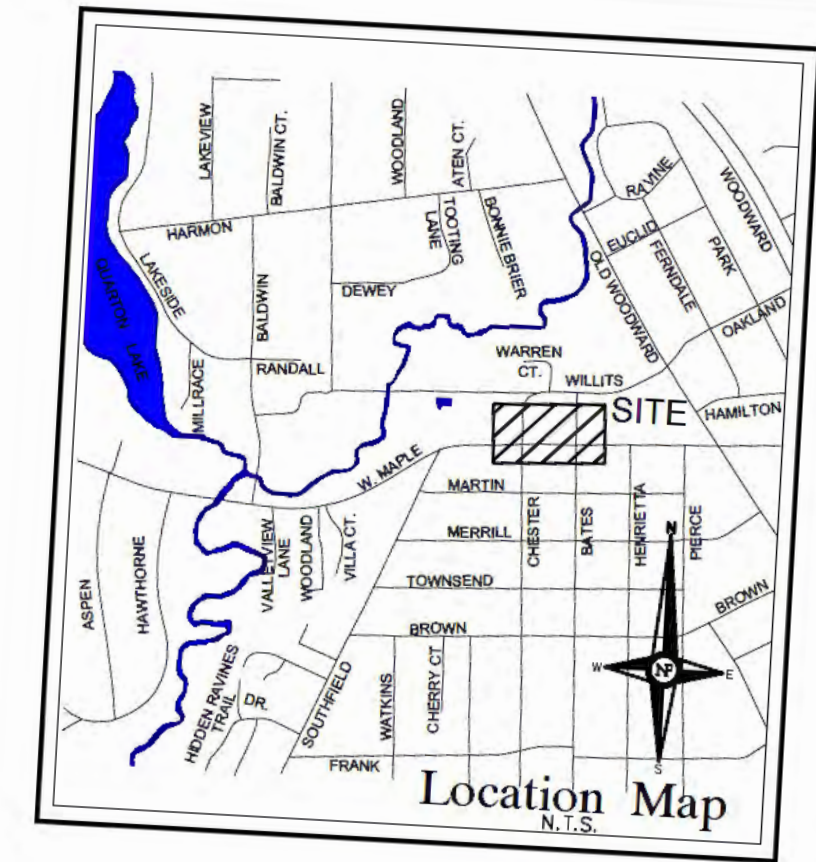 LAKEVIEW
BALDWIN CT.
WOODLAND
ATEN CT.
HARMON
TOOTING
LANE
BONNIE BRIER
RAVINE
WOODWARD
EUCLID
PARK
FERNDALE
OLD WOODWARD
OAKLAND
QUARTON LAKE
LAKESIDE
BALDWIN
DEWEY
MILLRACE
RANDALL
WARREN
CT.
WILLITS
SITE
HAMILTON
W. MAPLE
MARTIN
MERRILL
CHESTER
BATES
HENRIETTA
PIERCE
TOWNSEND
BROWN
BROWN
ASPEN
HAWTHORNE
VALLEYVIEW
LANE
WOODLAND
VILLA CT.
HIDDEN RAVINES
TRAIL
DR.
SOUTHFIELD
WATKINS
CHERRY CT
FRANK
N
W
NP
E
S
Location Map
N.T.S.